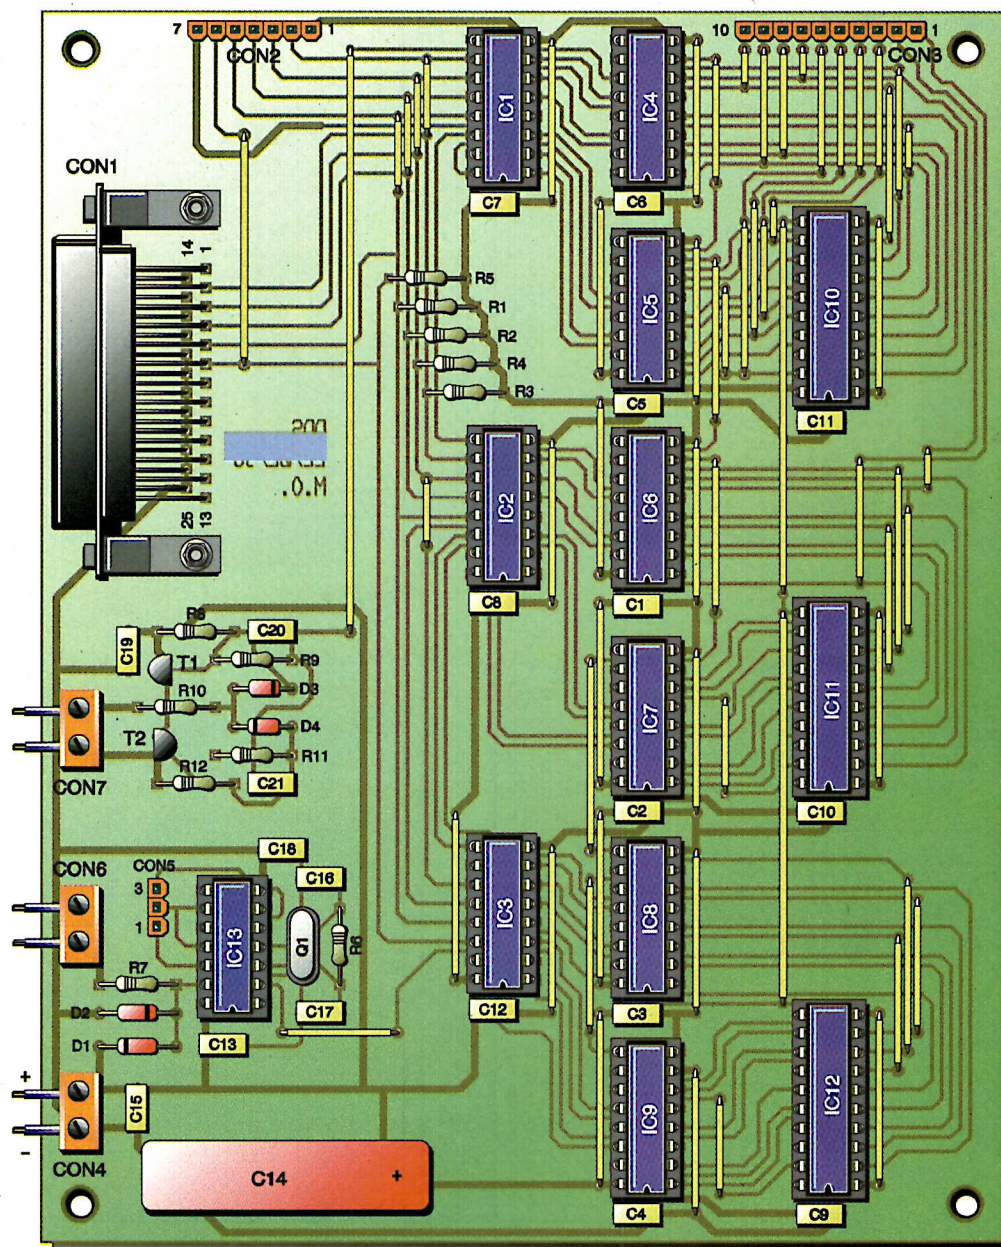 7
1
CON2
10
1
CON3
IC1
IC4
CON1
C7
C6
14
1
IC5
IC10
R5
R1
R2
R4
R3
C5
C11
DDS
M.O.
IC2
IC6
25
13
C8
C1
R8
C19
C20
T1
R9
D3
R10
D4
T2
R11
R12
C21
CON7
IC7
IC11
C2
C10
C18
CON6
CON5
3
1
C16
IC13
Q1
R6
IC3
IC8
R7
C17
D2
C12
C3
D1
C13
+
-
C15
CON4
IC9
IC12
C14
+
C4
C9